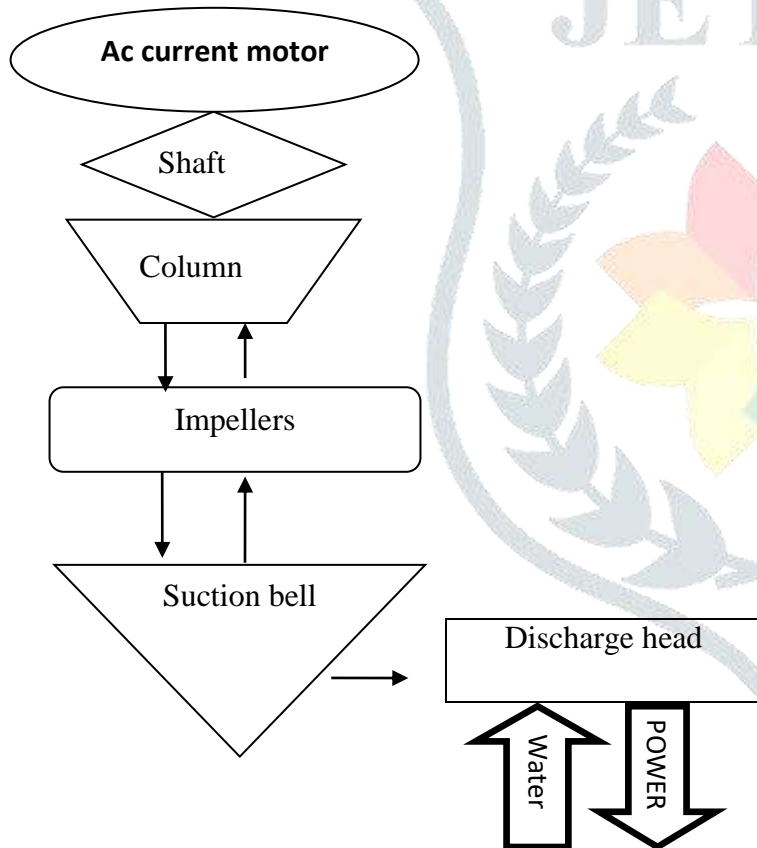 Ac current motor
Shaft
Column
Impellers
Suction bell
Discharge head
Water
POWER